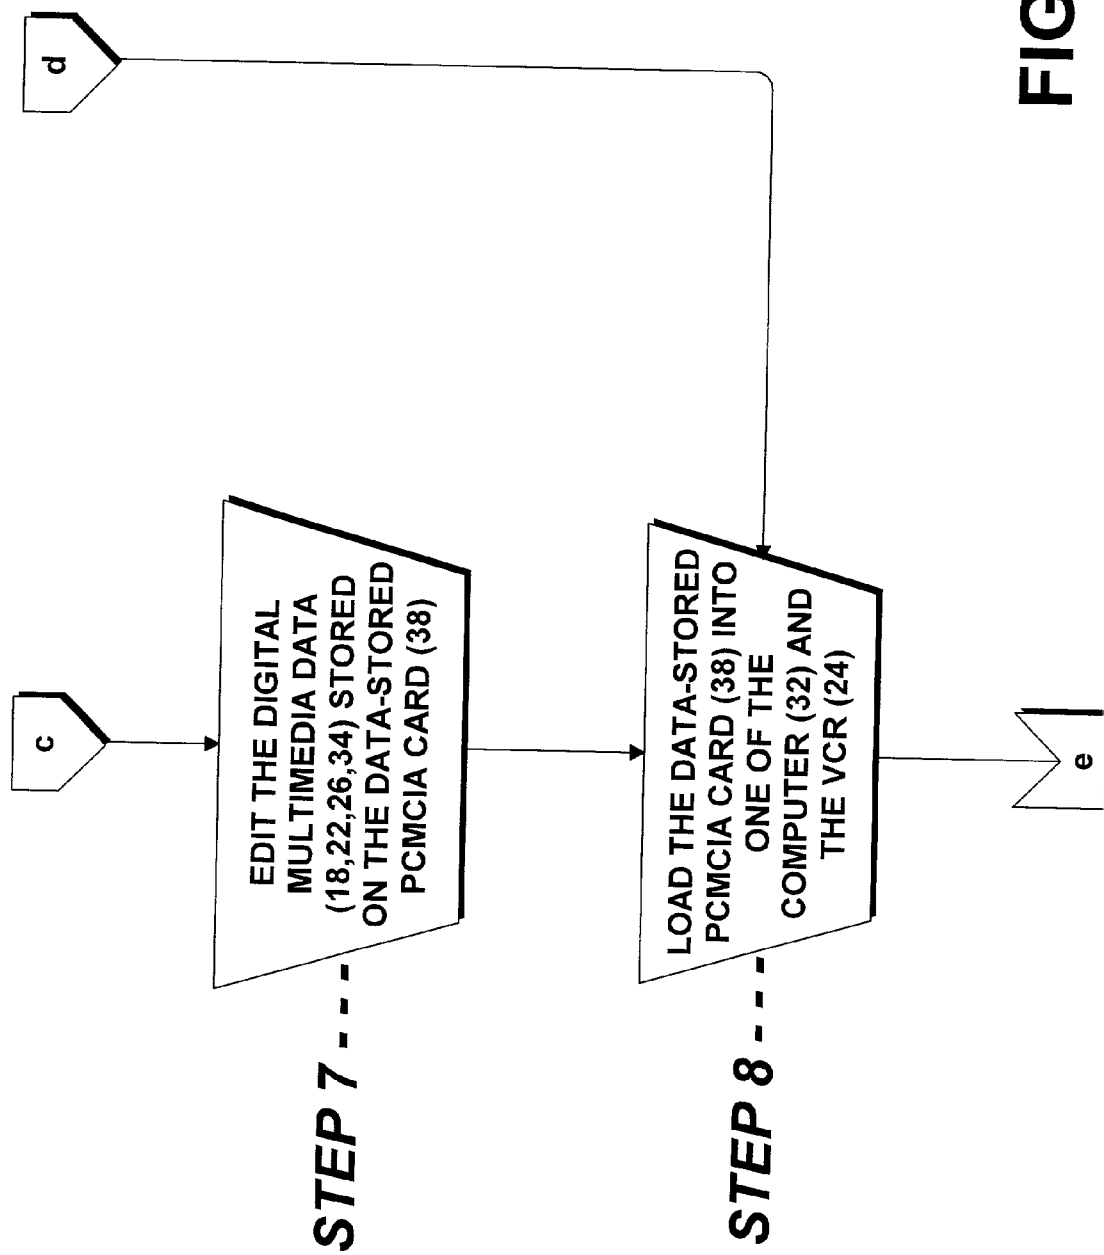 c
d
STEP 7 - - -
EDIT THE DIGITAL
MULTIMEDIA DATA
(18,22,26,34) STORED
ON THE DATA-STORED
PCMCIA CARD (38)
STEP 8 - - -
LOAD THE DATA-STORED
PCMCIA CARD (38) INTO
ONE OF THE
COMPUTER (32) AND
THE VCR (24)
e
FIG